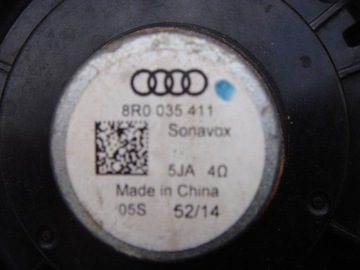 8R0 035 411
Sonavox
5JA 4Ω
Made in China
05S 52/14